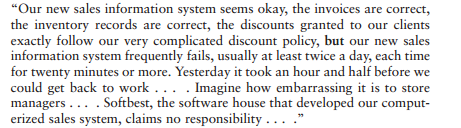 “Our new sales information system seems okay, the invoices are correct,
the inventory records are correct, the discounts granted to our clients
exactly follow our very complicated discount policy, but our new sales
information system frequently fails, usually at least twice a day, each time
for twenty minutes or more. Yesterday it took an hour and half before we
could get back to work . . . . Imagine how embarrassing it is to store
managers . . . . Softbest, the software house that developed our comput-
erized sales system, claims no responsibility . . . .”